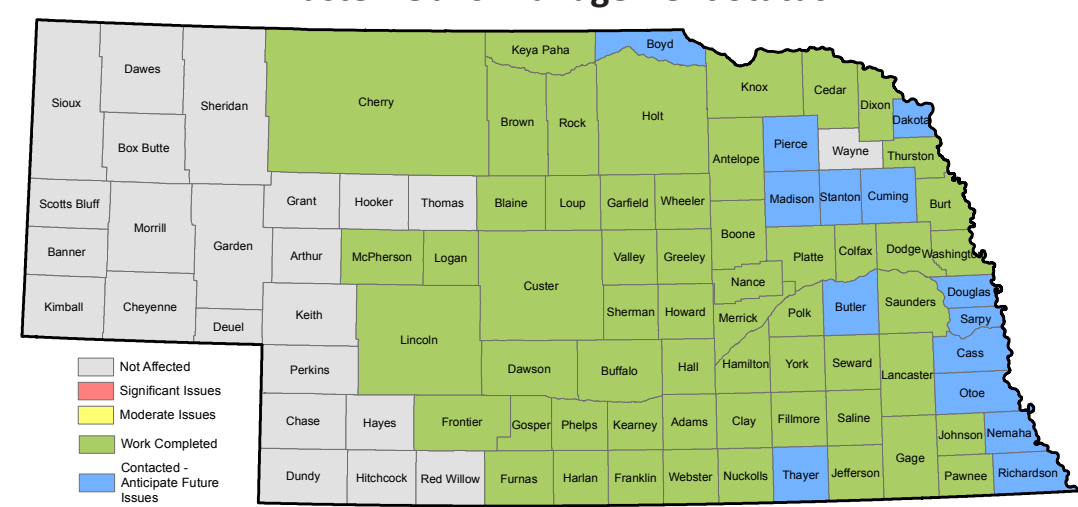 Keya Paha
Boyd
Dawes
Sioux
Sheridan
Cherry
Knox
Cedar
Dixon
Dakota
Brown
Rock
Holt
Box Butte
Antelope
Pierce
Wayne
Thurston
Scotts Bluff
Morrill
Grant
Hooker
Thomas
Blaine
Loup
Garfield
Wheeler
Madison
Stanton
Cuming
Burt
Banner
Garden
Arthur
McPherson
Logan
Custer
Valley
Greeley
Boone
Platte
Colfax
Dodge
Washington
Nance
Kimball
Cheyenne
Deuel
Keith
Lincoln
Sherman
Howard
Merrick
Polk
Butler
Saunders
Douglas
Sarpy
Perkins
Dawson
Buffalo
Hall
Hamilton
York
Seward
Lancaster
Cass
Otoe
Chase
Hayes
Frontier
Gosper
Phelps
Kearney
Adams
Clay
Fillmore
Saline
Johnson
Nemaha
Dundy
Hitchcock
Red Willow
Furnas
Harlan
Franklin
Webster
Nuckolls
Thayer
Jefferson
Gage
Pawnee
Richardson
Not Affected
Significant Issues
Moderate Issues
Work Completed
Contacted -
Anticipate Future
Issues